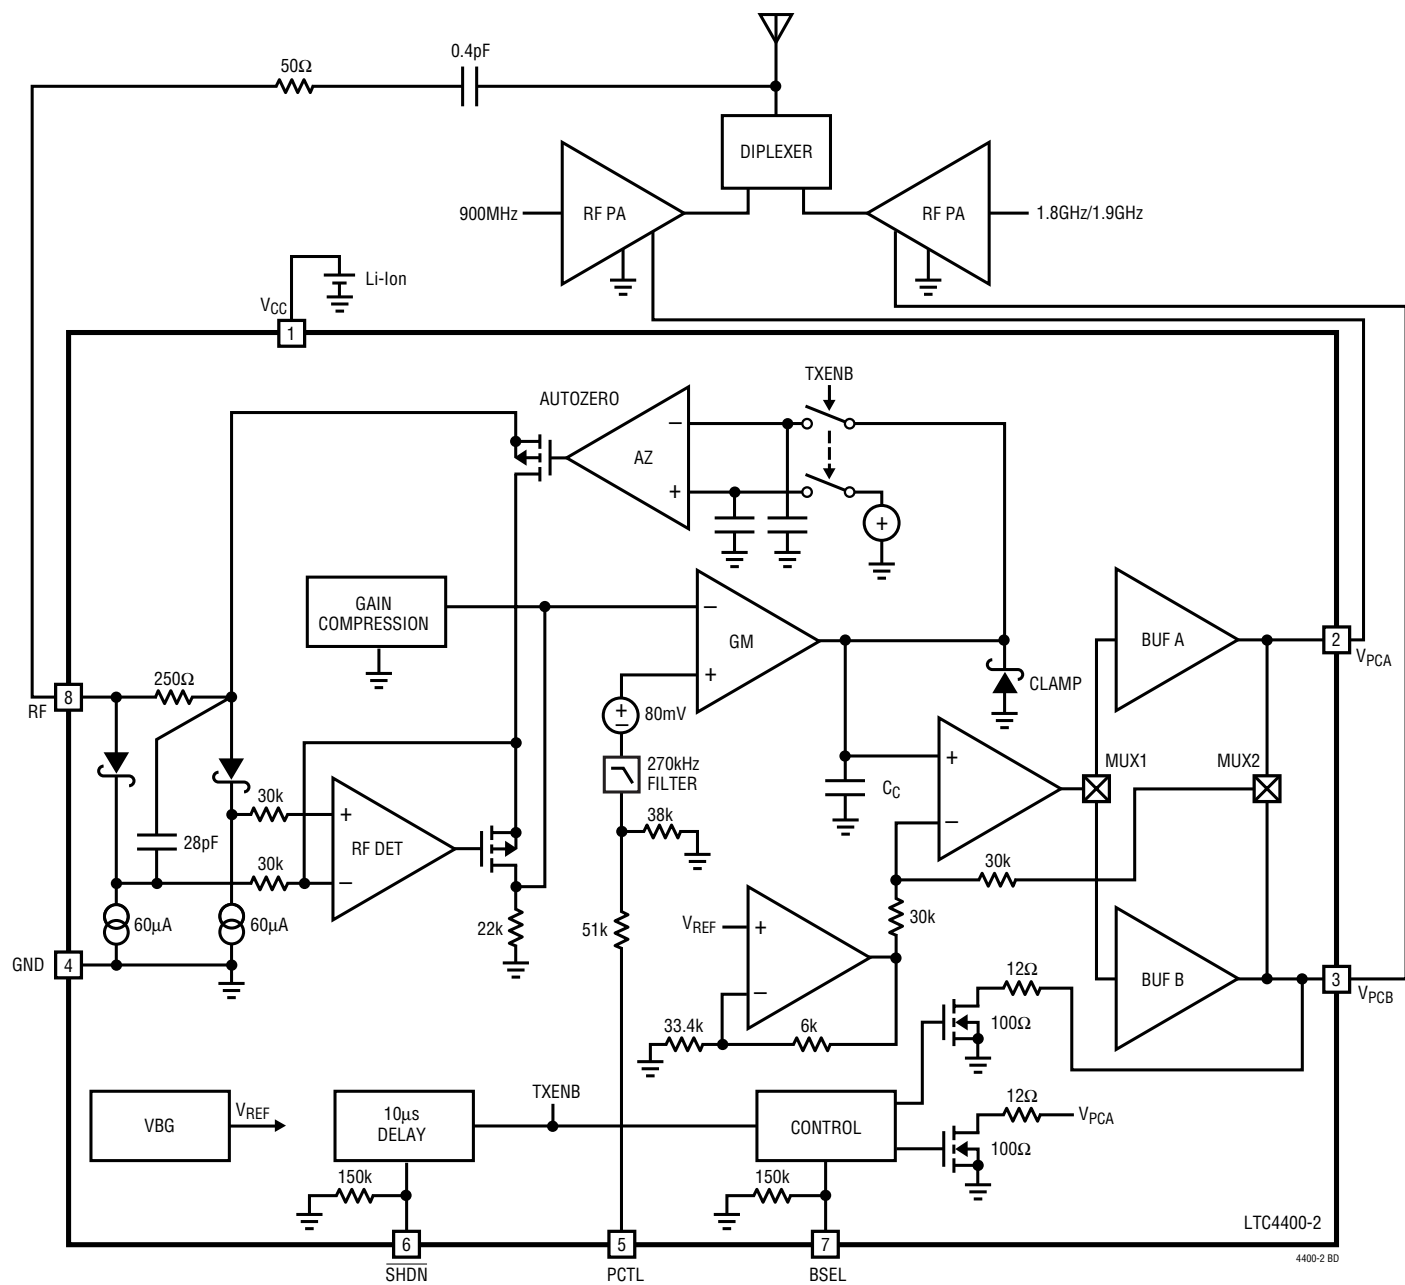 0.4pF
50Ω
DIPLEXER
900MHz
RF PA
RF PA
1.8GHz/1.9GHz
Li-Ion
VCC
1
TXENB
AUTOZERO
−
AZ
+
+
GAIN
COMPRESSION
−
GM
+
BUF A
2
VPCA
8
RF
250Ω
CLAMP
+
−
80mV
270kHz
FILTER
+
−
CC
MUX1
MUX2
30k
28pF
+
RF DET
−
30k
38k
30k
60µA
60µA
22k
51k
VREF
+
−
30k
GND
4
BUF B
3
VPCB
12Ω
100Ω
33.4k
6k
VBG
VREF
10µs
DELAY
TXENB
CONTROL
12Ω
VPCA
100Ω
150k
150k
LTC4400-2
6
SHDN
5
PCTL
7
BSEL
4400-2 BD